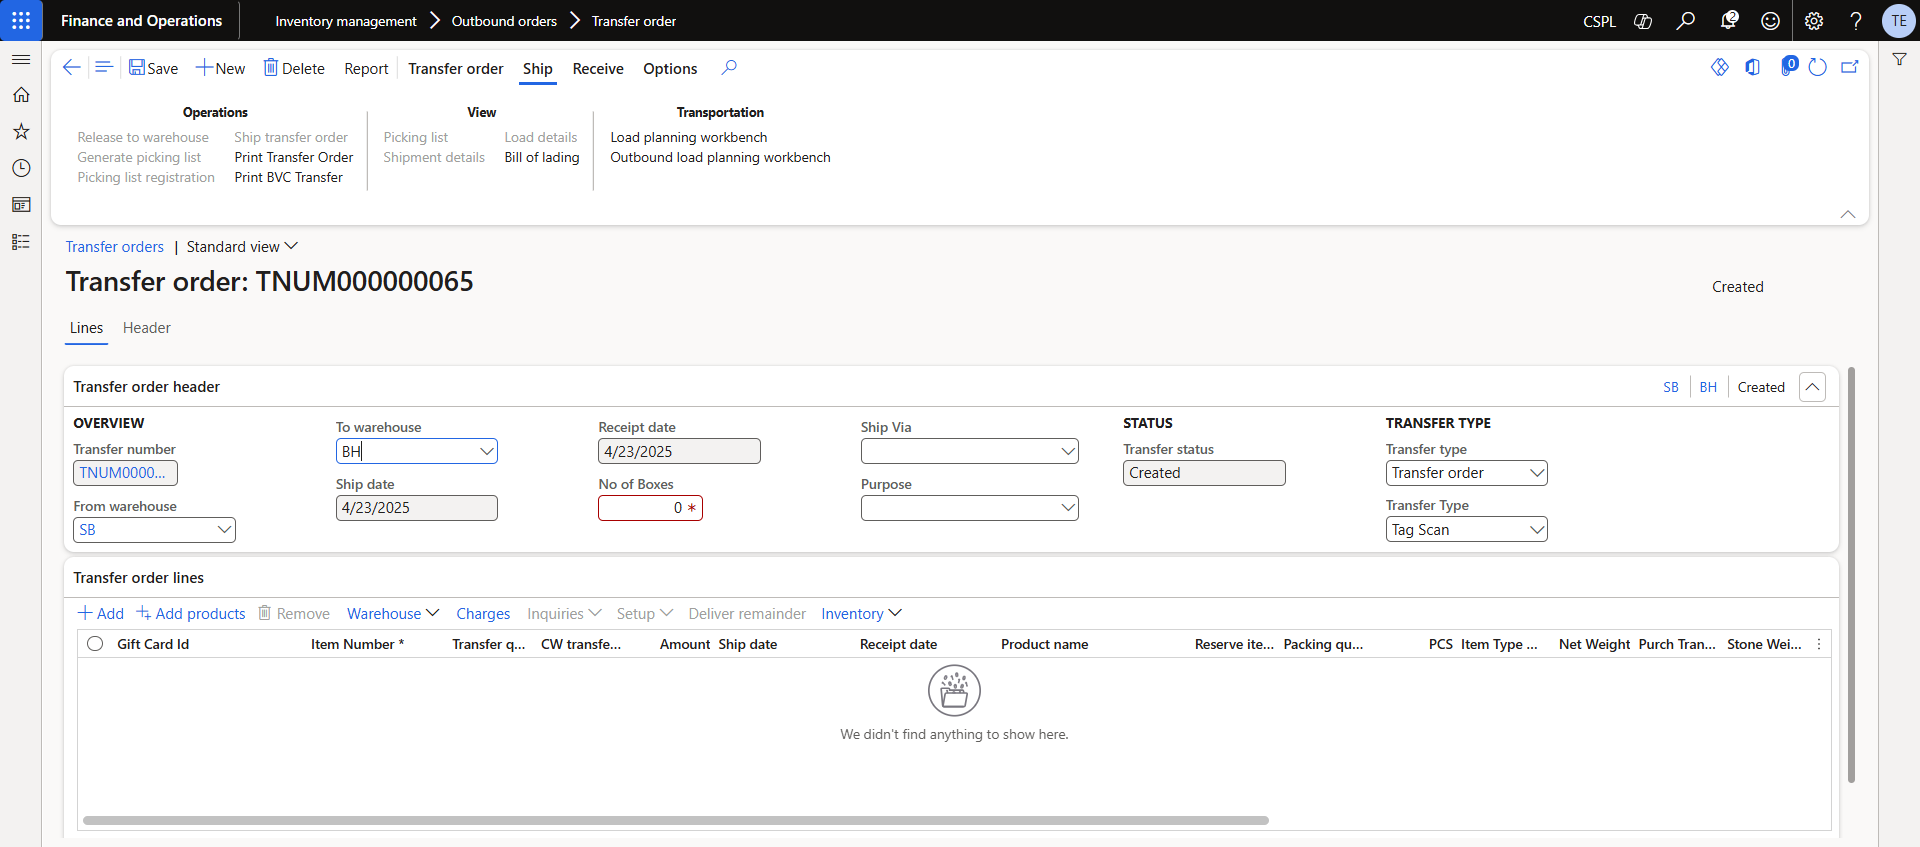 Finance and Operations
Inventory management
Outbound orders
Transfer order
CSPL
2
TE
Save
New
Delete
Report
Transfer order
Ship
Receive
Options
0
Operations
Release to warehouse
Generate picking list
Picking list registration
Ship transfer order
Print Transfer Order
Print BVC Transfer
View
Picking list
Shipment details
Load details
Bill of lading
Transportation
Load planning workbench
Outbound load planning workbench
Transfer orders | Standard view
Transfer order: TNUM000000065
Created
Lines
Header
Transfer order header
SB
BH
Created
OVERVIEW
Transfer number
TNUM0000...
From warehouse
SB
To warehouse
BH
Ship date
4/23/2025
Receipt date
4/23/2025
No of Boxes
0 *
Ship Via
Purpose
STATUS
Transfer status
Created
TRANSFER TYPE
Transfer type
Transfer order
Transfer Type
Tag Scan
Transfer order lines
Add
Add products
Remove
Warehouse
Charges
Inquiries
Setup
Deliver remainder
Inventory
Gift Card Id
Item Number *
Transfer q...
CW transfe...
Amount
Ship date
Receipt date
Product name
Reserve ite...
Packing qu...
PCS
Item Type ...
Net Weight
Purch Tran...
Stone Wei...
We didn't find anything to show here.